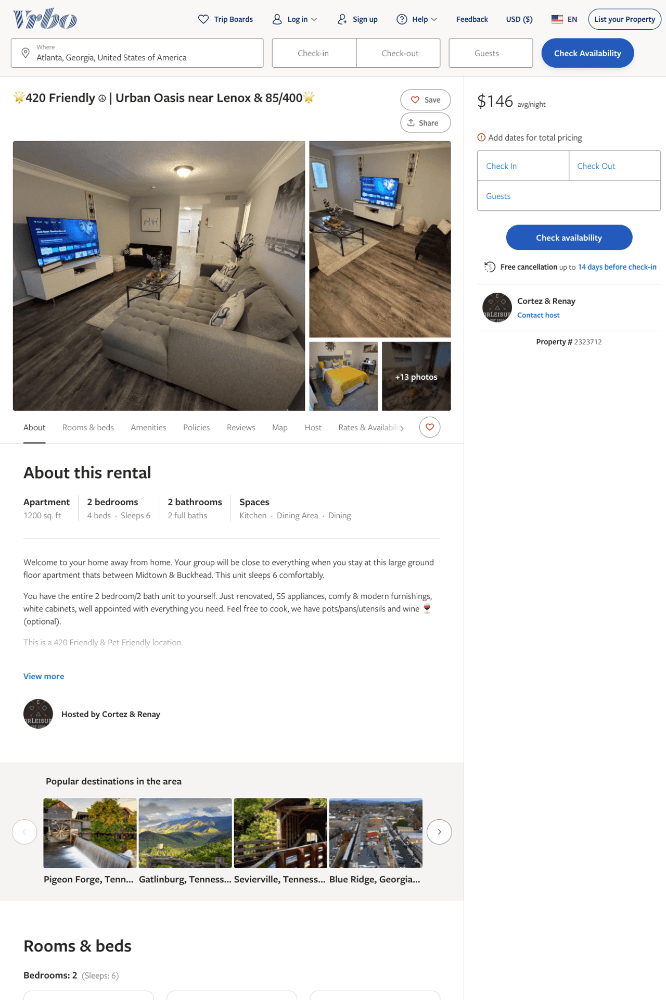 Vrbo
Trip Boards
Log in
Sign up
Help
Feedback
USD ($)
EN
List your Property
Where
Atlanta, Georgia, United States of America
Check-in
Check-out
Guests
Check Availability
🌟420 Friendly ☮ | Urban Oasis near Lenox & 85/400🌟
Save
Share
$146 avg/night
Add dates for total pricing
Check In
Check Out
Guests
Check availability
Free cancellation up to 14 days before check-in
Cortez & Renay
Contact host
Property # 2323712
+13 photos
About
Rooms & beds
Amenities
Policies
Reviews
Map
Host
Rates & Availabili
About this rental
Apartment
1200 sq. ft
2 bedrooms
4 beds · Sleeps 6
2 bathrooms
2 full baths
Spaces
Kitchen · Dining Area · Dining
Welcome to your home away from home. Your group will be close to everything when you stay at this large ground
floor apartment thats between Midtown & Buckhead. This unit sleeps 6 comfortably.
You have the entire 2 bedroom/2 bath unit to yourself. Just renovated, SS appliances, comfy & modern furnishings,
white cabinets, well appointed with everything you need. Feel free to cook, we have pots/pans/utensils and wine 🍷
(optional).
This is a 420 Friendly & Pet Friendly location.
View more
Hosted by Cortez & Renay
Popular destinations in the area
Pigeon Forge, Tenn...
Gatlinburg, Tenness...
Sevierville, Tenness...
Blue Ridge, Georgia...
Rooms & beds
Bedrooms: 2 (Sleeps: 6)